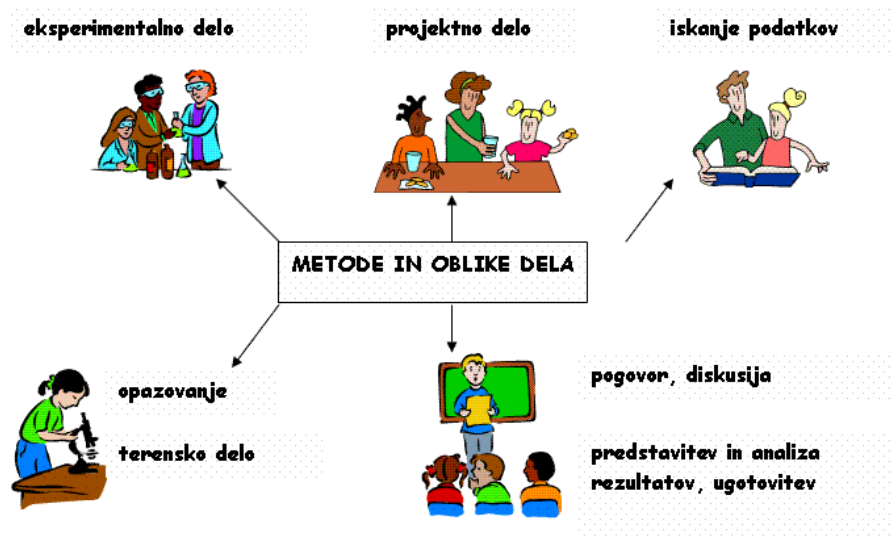 eksperimentalno delo
projektno delo
iskanje podatkov
METODE IN OBLIKE DELA
opazovanje
terensko delo
pogovor, diskusija
predstavitev in analiza
rezultatov, ugotovitev